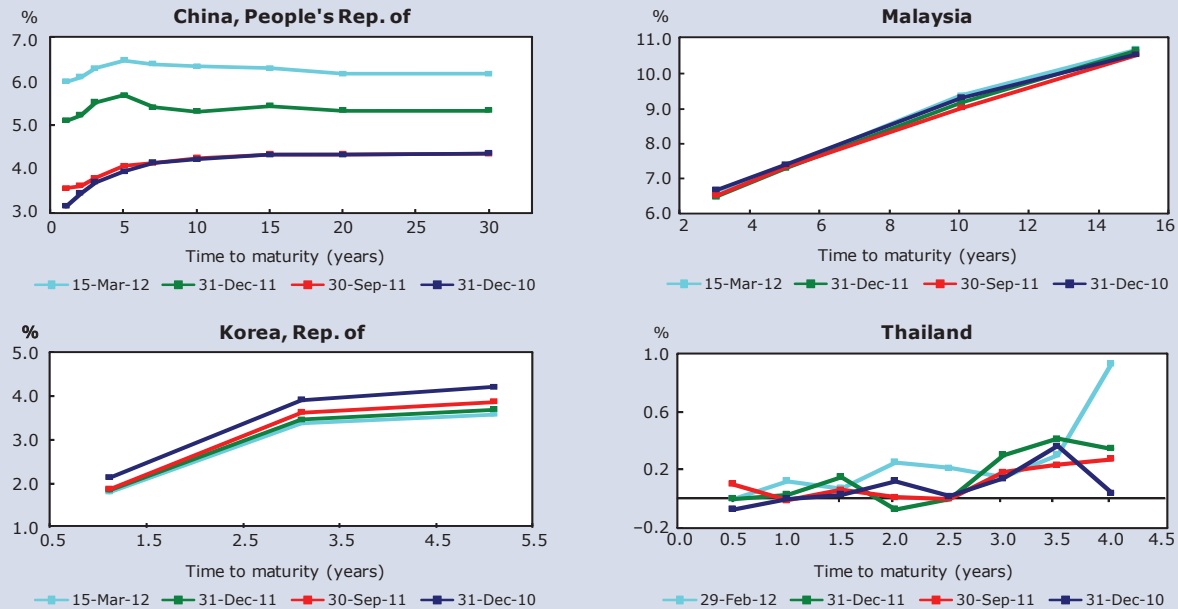 China, People's Rep. of
%
7.0
6.0
5.0
4.0
3.0
0 5 10 15 20 25 30
Time to maturity (years)
15-Mar-12 31-Dec-11 30-Sep-11 31-Dec-10
Malaysia
%
11.0
10.0
9.0
8.0
7.0
6.0
2 4 6 8 10 12 14 16
Time to maturity (years)
15-Mar-12 31-Dec-11 30-Sep-11 31-Dec-10
Korea, Rep. of
%
5.0
4.0
3.0
2.0
1.0
0.5 1.5 2.5 3.5 4.5 5.5
Time to maturity (years)
15-Mar-12 31-Dec-11 30-Sep-11 31-Dec-10
Thailand
%
1.0
0.6
0.2
–0.2
0.0 0.5 1.0 1.5 2.0 2.5 3.0 3.5 4.0 4.5
Time to maturity (years)
29-Feb-12 31-Dec-11 30-Sep-11 31-Dec-10